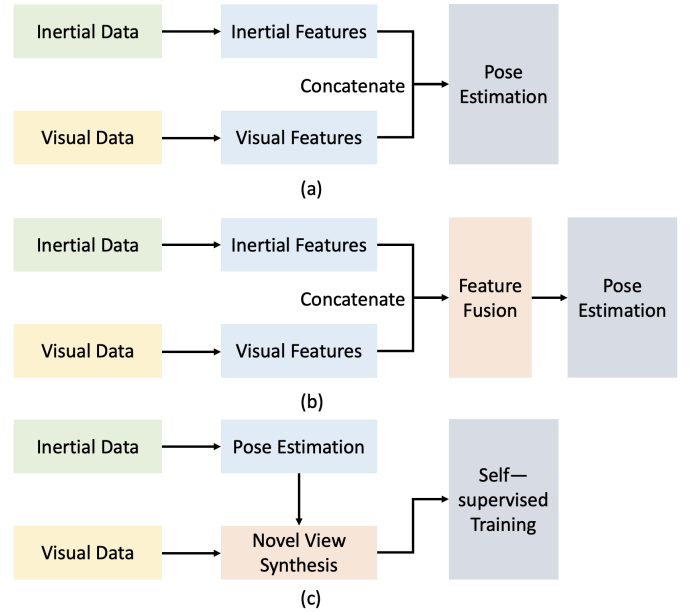 Inertial Data
Inertial Features
Concatenate
Visual Data
Visual Features
Pose
Estimation
(a)
Inertial Data
Inertial Features
Concatenate
Visual Data
Visual Features
Feature
Fusion
Pose
Estimation
(b)
Inertial Data
Pose Estimation
Visual Data
Novel View
Synthesis
Self—
supervised
Training
(c)